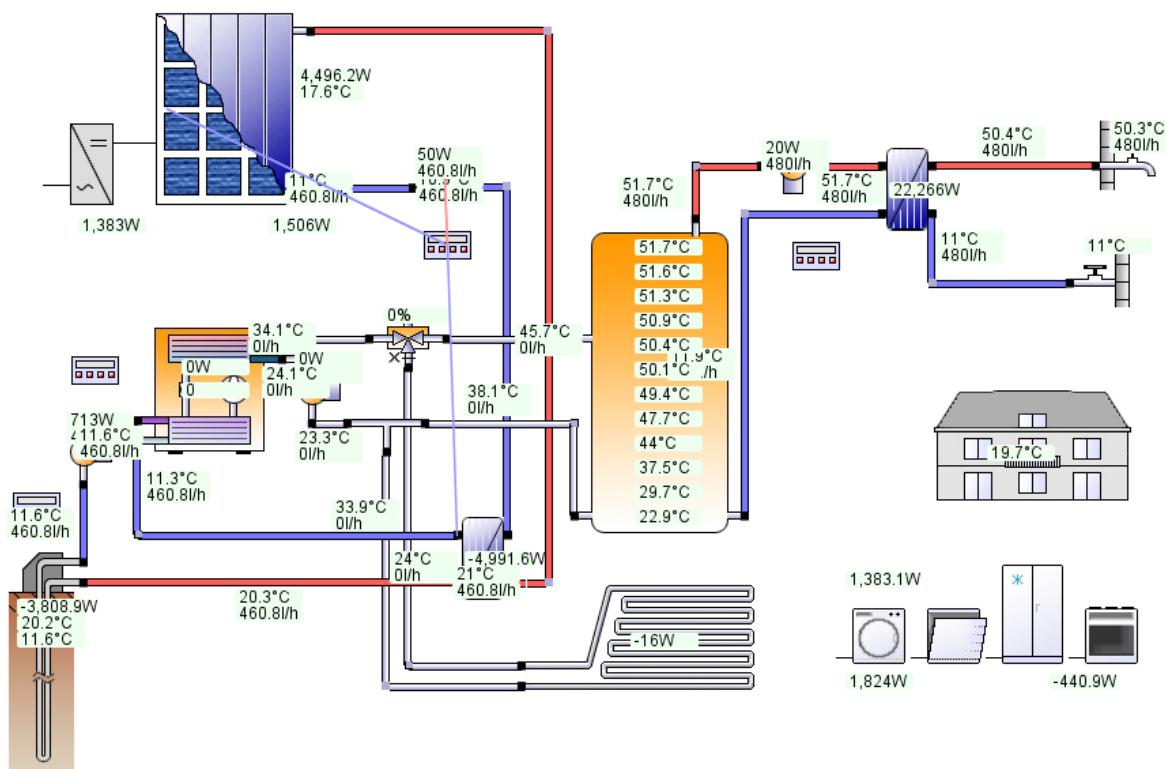 4,496.2W
17.6°C
11°C
460.8l/h
50W
460.8l/h
460.8l/h
1,383W
1,506W
20W
480l/h
50.4°C
480l/h
50.3°C
480l/h
51.7°C
480l/h
51.7°C
480l/h
22,266W
11°C
480l/h
11°C
51.7°C
51.6°C
51.3°C
50.9°C
50.4°C
50.1°C
49.4°C
47.7°C
44°C
37.5°C
29.7°C
22.9°C
0%
34.1°C
0l/h
45.7°C
0l/h
0W
0
0W
24.1°C
0l/h
38.1°C
0l/h
713W
11.6°C
460.8l/h
23.3°C
0l/h
11.3°C
460.8l/h
33.9°C
0l/h
11.6°C
460.8l/h
24°C
0l/h
-4,991.6W
21°C
460.8l/h
20.3°C
460.8l/h
-3,808.9W
20.2°C
11.6°C
-16W
19.7°C
1,383.1W
1,824W
-440.9W